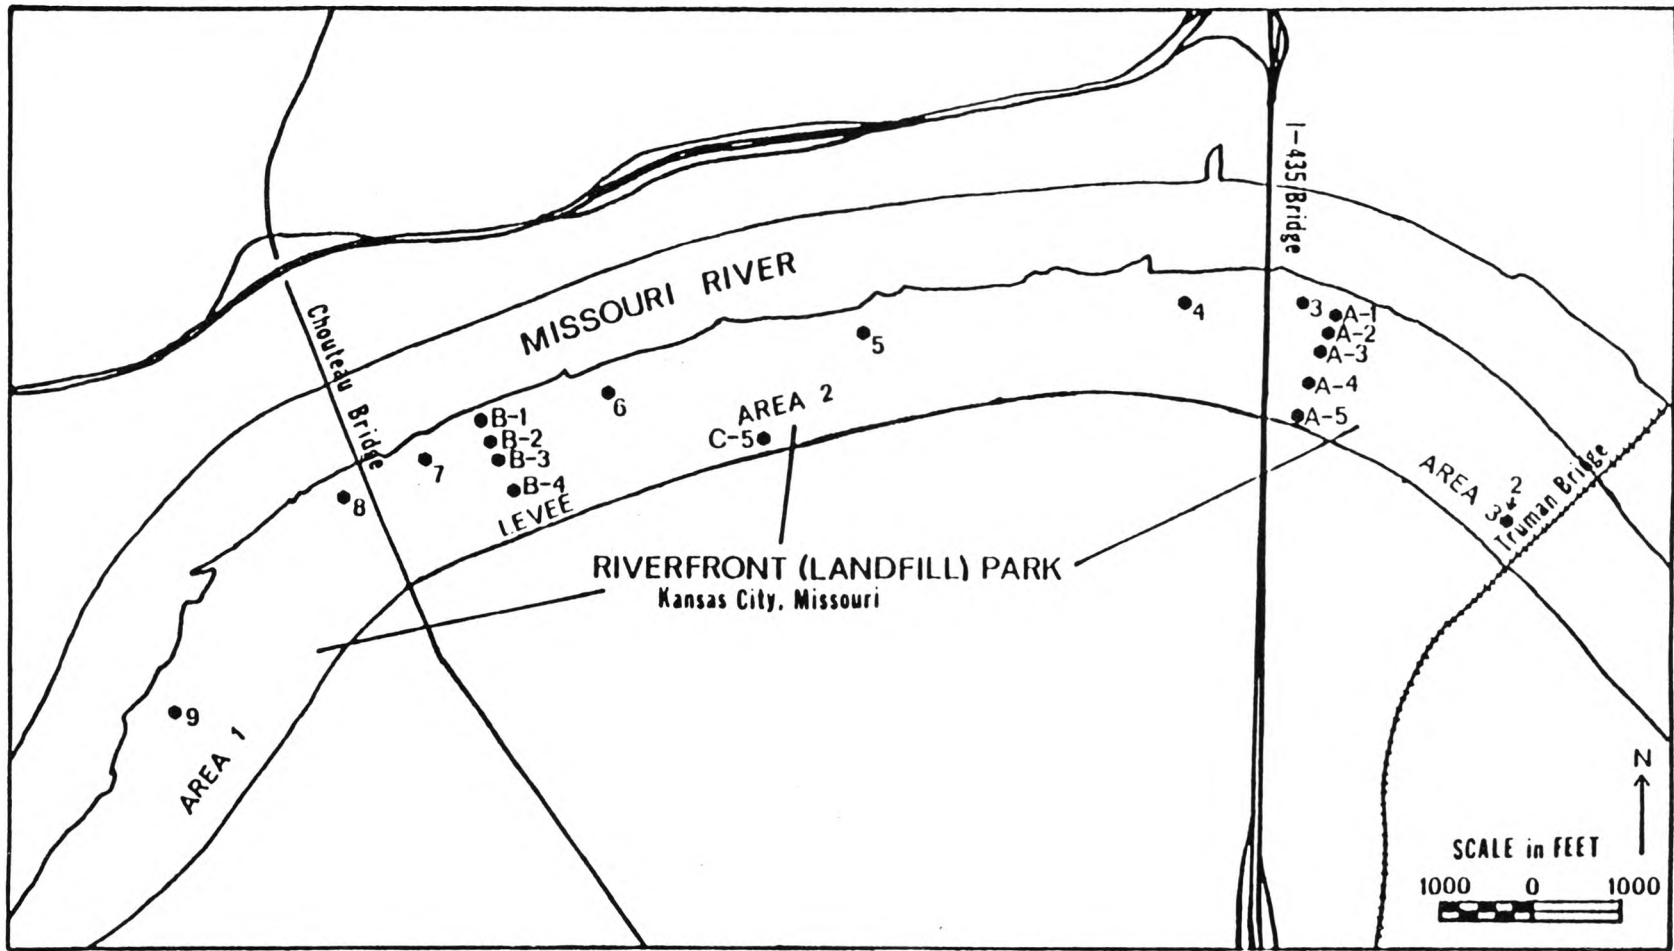 I-435 Bridge
MISSOURI RIVER
Chouteau Bridge
3
A-1
A-2
A-3
A-4
A-5
4
5
6
AREA 2
C-5
B-1
B-2
B-3
B-4
7
8
LEVEE
AREA 3
2
Truman Bridge
RIVERFRONT (LANDFILL) PARK
Kansas City, Missouri
9
AREA 1
N
SCALE in FEET
1000 0 1000